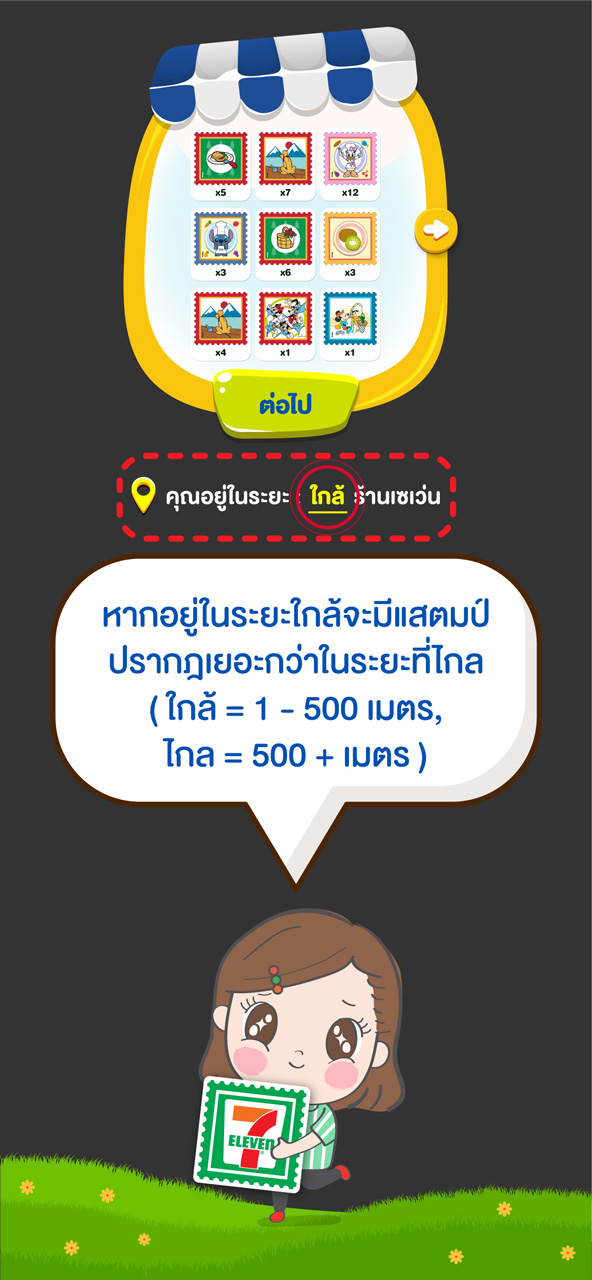 x5
x7
x12
x3
x6
x3
x4
x1
x1
ต่อไป
คุณอยู่ในระยะ : ใกล้ ร้านเซเว่น
หากอยู่ในระยะใกล้จะมีแสตมป์
ปรากฎเยอะกว่าในระยะที่ไกล
( ใกล้ = 1 - 500 เมตร,
ไกล = 500 + เมตร )
7
ELEVEn